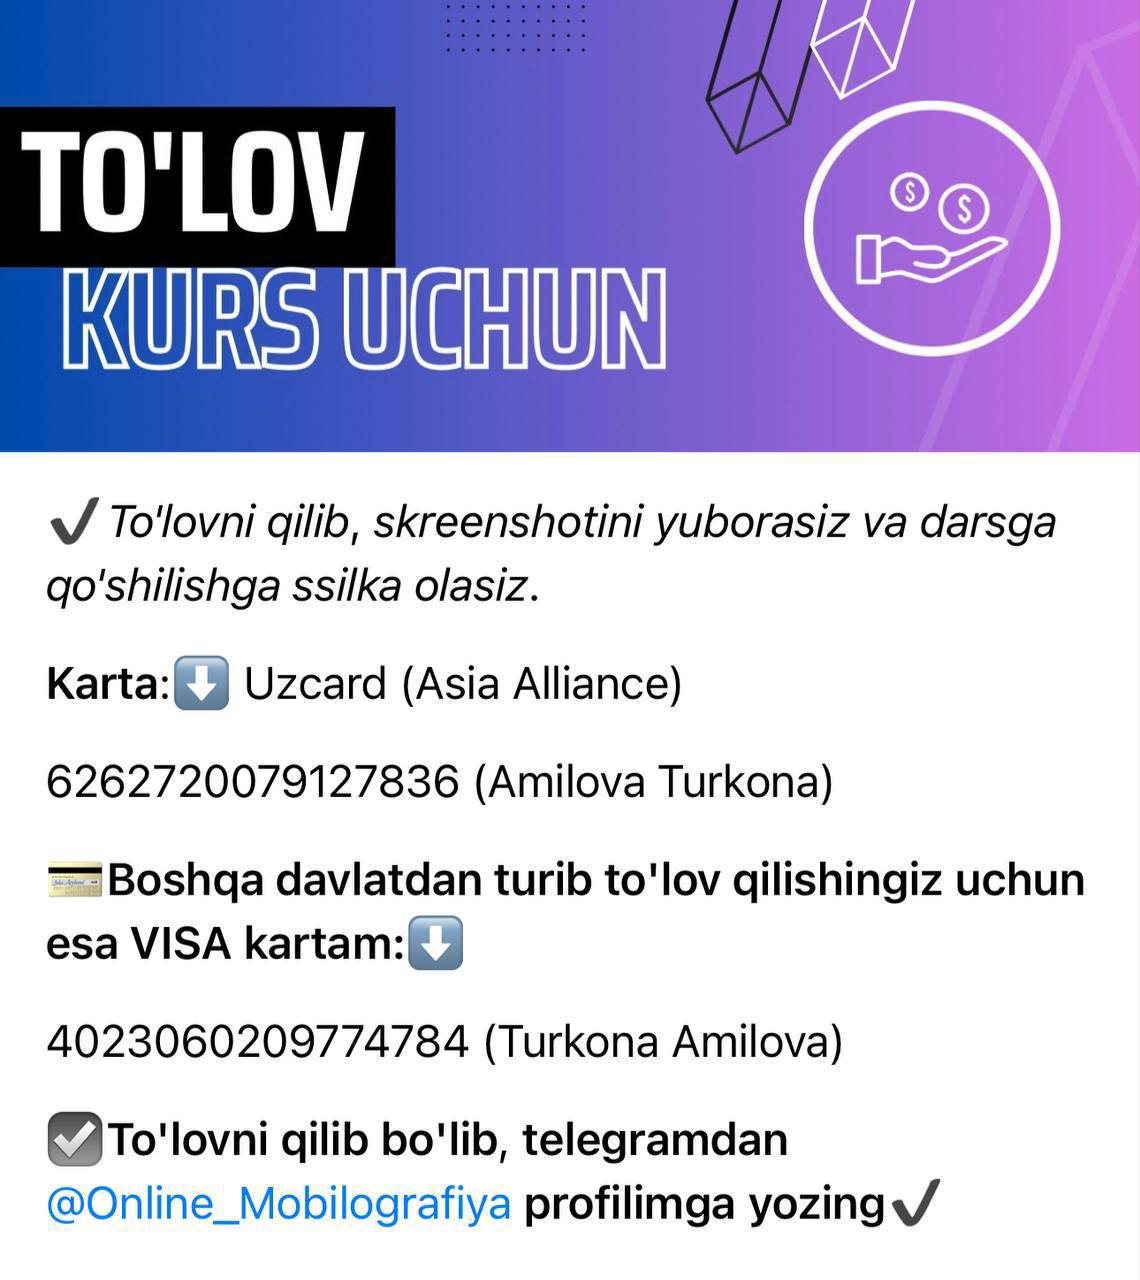 TO'LOV
KURS UCHUN
✔️To'lovni qilib, skreenshotini yuborasiz va darsga
qo'shilishga ssilka olasiz.
Karta:⬇️ Uzcard (Asia Alliance)
6262720079127836 (Amilova Turkona)
💳Boshqa davlatdan turib to'lov qilishingiz uchun
esa VISA kartam:⬇️
4023060209774784 (Turkona Amilova)
☑️To'lovni qilib bo'lib, telegramdan
@Online_Mobilografiya profilimga yozing✔️